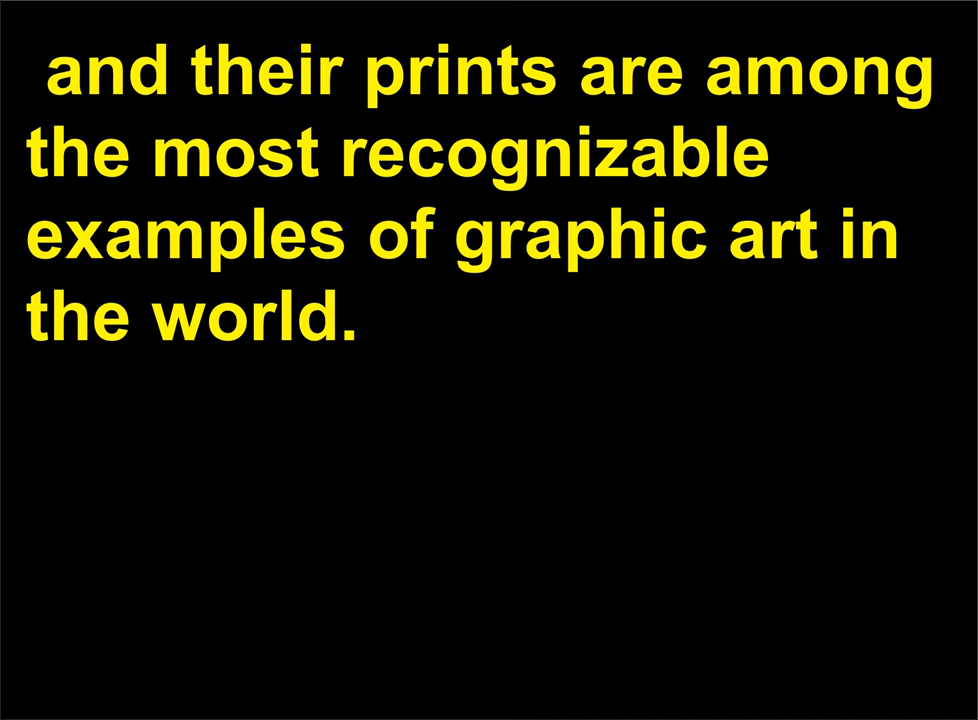 and their prints are among
the most recognizable
examples of graphic art in
the world.